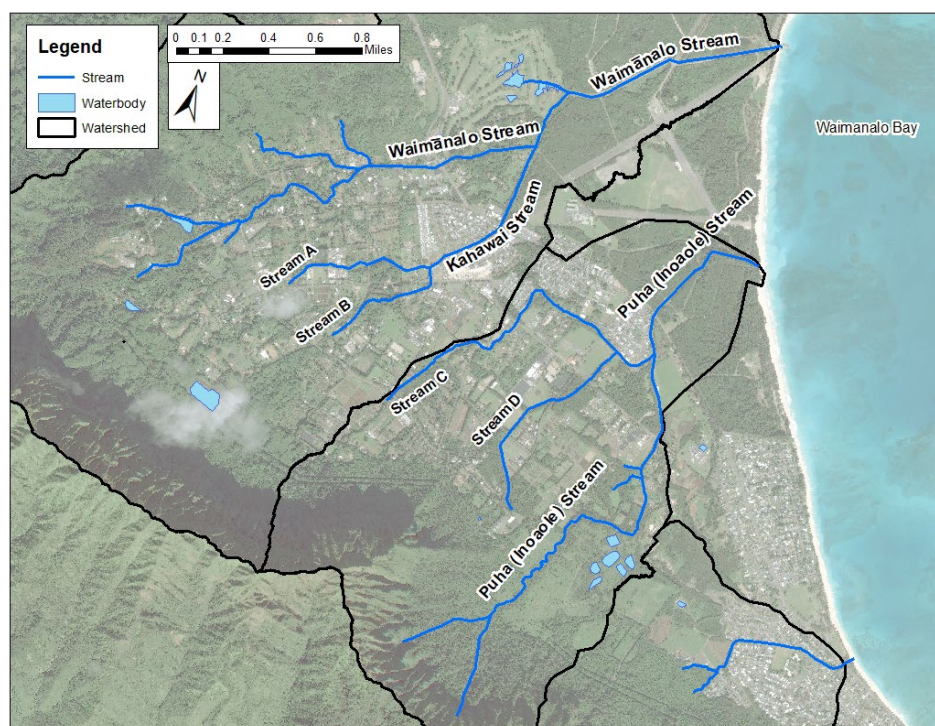 Legend
Stream
Waterbody
Watershed
0 0.1 0.2 0.4 0.6 0.8
Miles
N
Waimānalo Stream
Waimanalo Bay
Waimānalo Stream
Kahawai Stream
Puha (Inoaole) Stream
Stream A
Stream B
Stream C
Stream D
Puha (Inoaole) Stream